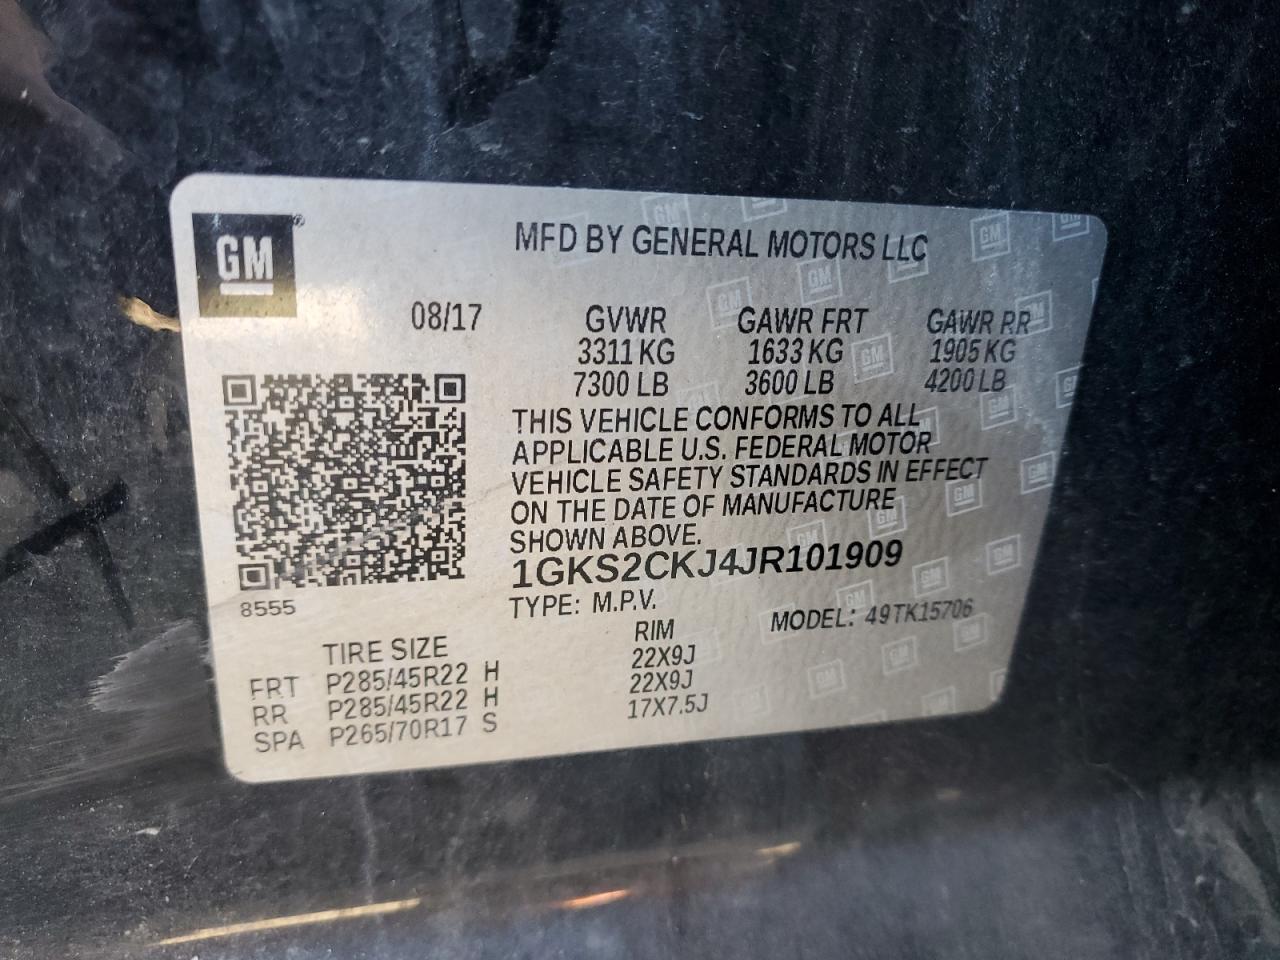 GM
MFD BY GENERAL MOTORS LLC
08/17 GVWR GAWR FRT GAWR RR
3311 KG 1633 KG 1905 KG
7300 LB 3600 LB 4200 LB
THIS VEHICLE CONFORMS TO ALL
APPLICABLE U.S. FEDERAL MOTOR
VEHICLE SAFETY STANDARDS IN EFFECT
ON THE DATE OF MANUFACTURE
SHOWN ABOVE.
1GKS2CKJ4JR101909
8555 TYPE: M.P.V. MODEL: 49TK15706
TIRE SIZE RIM
FRT P285/45R22 H 22X9J
RR P285/45R22 H 22X9J
SPA P265/70R17 S 17X7.5J